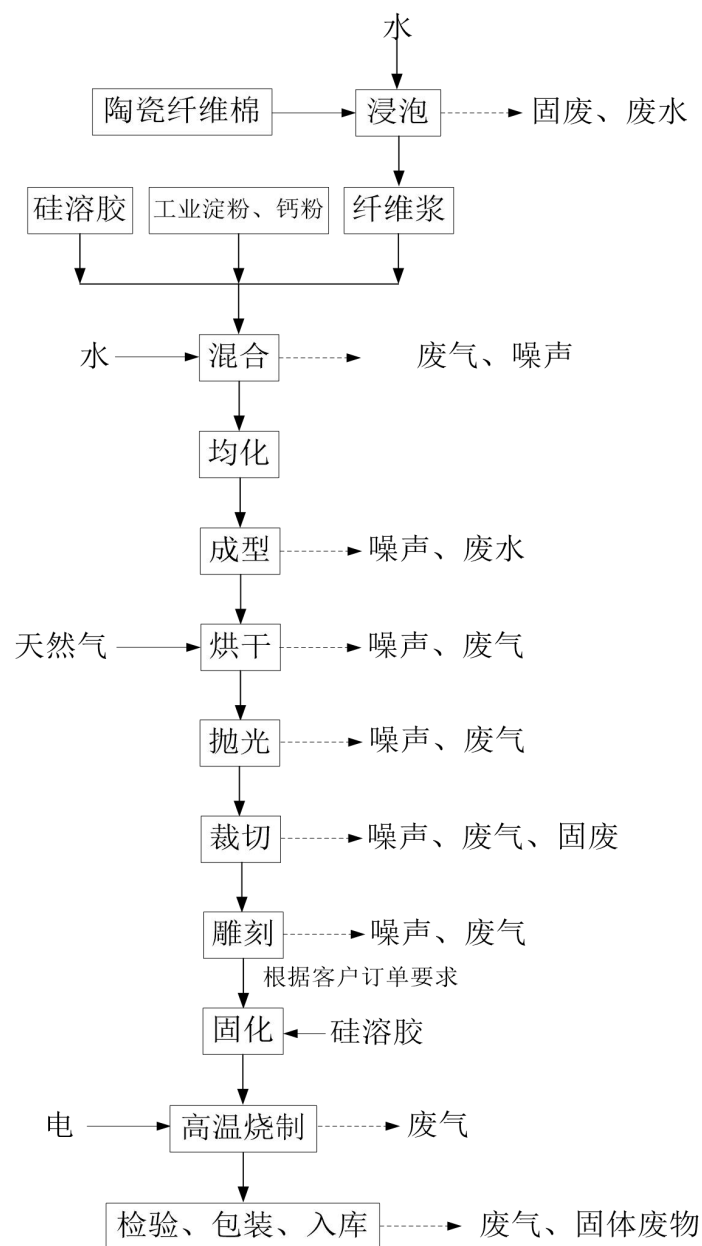 水
陶瓷纤维棉 浸泡 固废、废水
硅溶胶 工业淀粉、钙粉 纤维浆
水 混合 废气、噪声
均化
成型 噪声、废水
天然气 烘干 噪声、废气
抛光 噪声、废气
裁切 噪声、废气、固废
雕刻 噪声、废气
根据客户订单要求
固化 硅溶胶
电 高温烧制 废气
检验、包装、入库 废气、固体废物